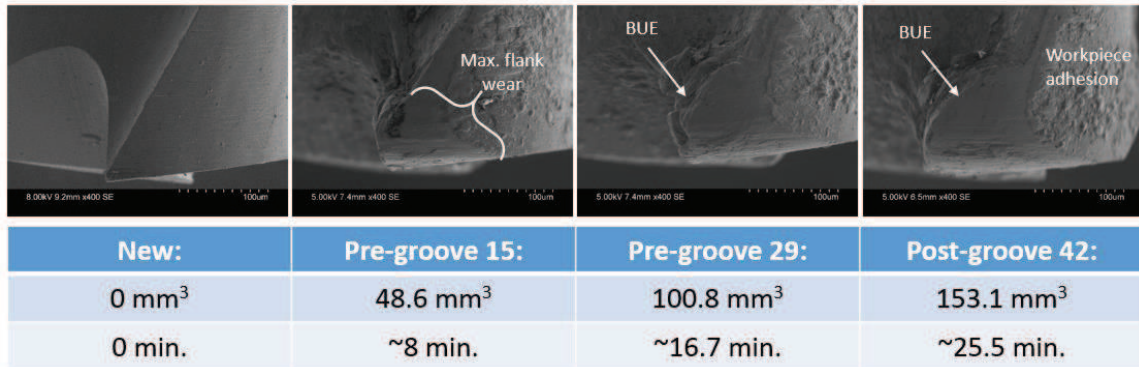 Max. flank
wear
BUE
BUE
Workpiece
adhesion
8.00kV 9.2mm x400 SE 100um
5.00kV 7.4mm x400 SE 100um
5.00kV 7.4mm x400 SE 100um
5.00kV 6.5mm x400 SE 100um
New: Pre-groove 15: Pre-groove 29: Post-groove 42:
0 mm³ 48.6 mm³ 100.8 mm³ 153.1 mm³
0 min. ~8 min. ~16.7 min. ~25.5 min.